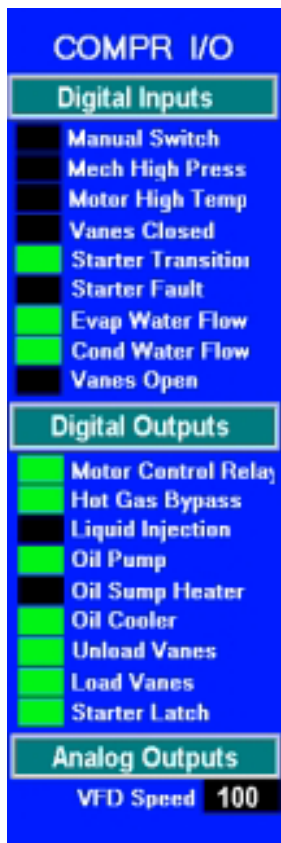 COMPR I/O
Digital Inputs
Manual Switch
Mech High Press
Motor High Temp
Vanes Closed
Starter Transition
Starter Fault
Evap Water Flow
Cond Water Flow
Vanes Open
Digital Outputs
Motor Control Relay
Hot Gas Bypass
Liquid Injection
Oil Pump
Oil Sump Heater
Oil Cooler
Unload Vanes
Load Vanes
Starter Latch
Analog Outputs
VFD Speed 100